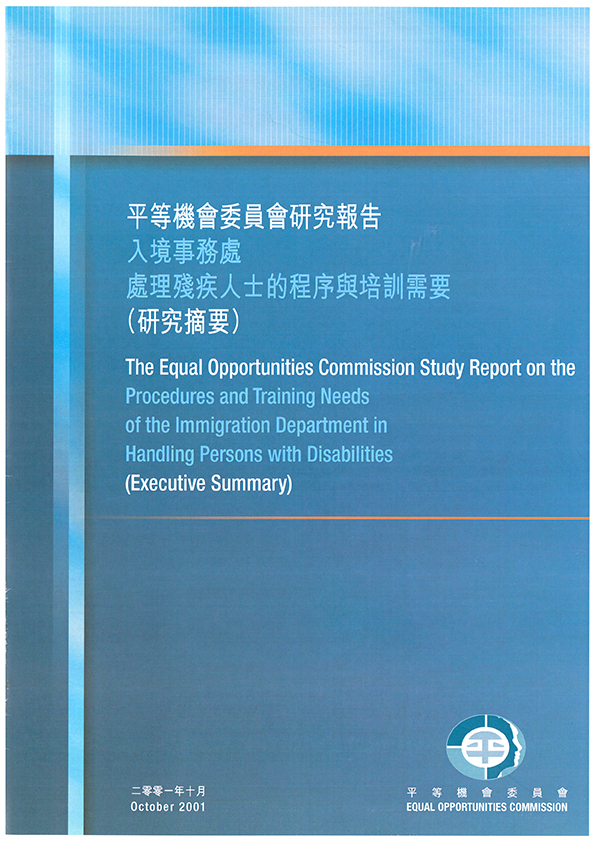 平等機會委員會研究報告
入境事務處
處理殘疾人士的程序與培訓需要
(研究摘要)
The Equal Opportunities Commission Study Report on the
Procedures and Training Needs
of the Immigration Department in
Handling Persons with Disabilities
(Executive Summary)
平
二零零一年十月
October 2001
平等機會委員會
EQUAL OPPORTUNITIES COMMISSION